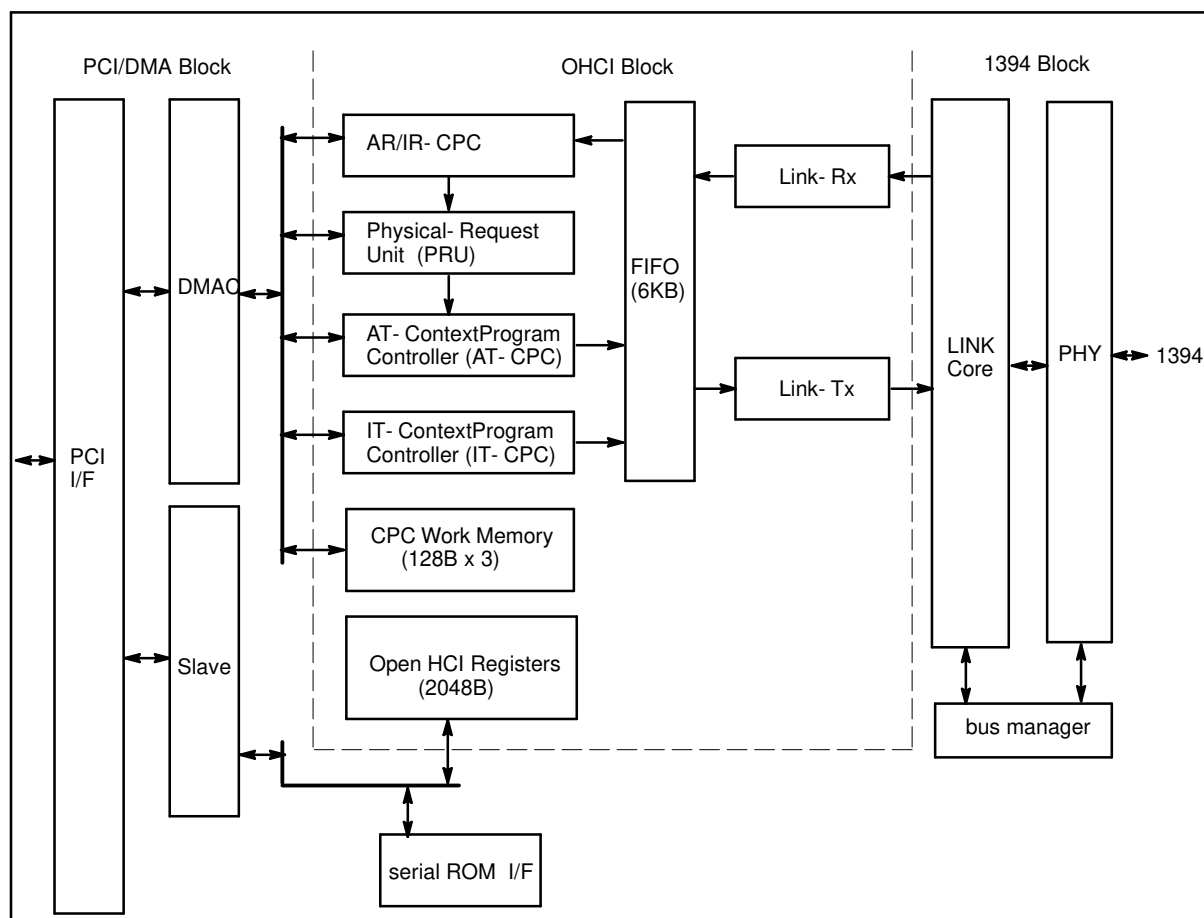 PCI/DMA Block
OHCI Block
1394 Block
AR/IR- CPC
Link- Rx
Physical- Request
Unit (PRU)
FIFO
(6KB)
DMAC
AT- ContextProgram
Controller (AT- CPC)
LINK
Core
PHY
1394
Link- Tx
IT- ContextProgram
Controller (IT- CPC)
PCI
I/F
CPC Work Memory
(128B x 3)
Slave
Open HCI Registers
(2048B)
bus manager
serial ROM I/F